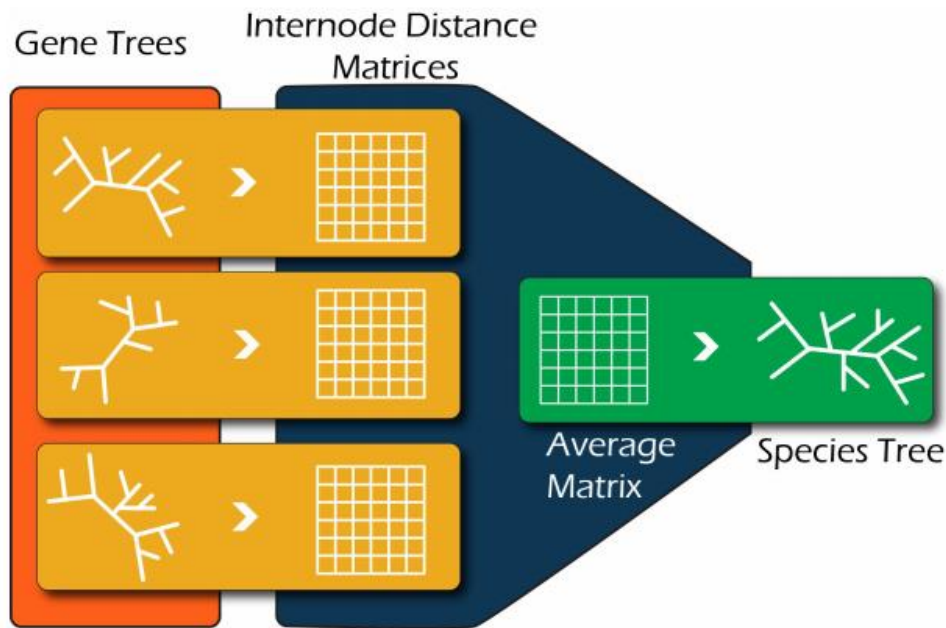 Gene Trees
Internode Distance
Matrices
Average
Matrix
Species Tree